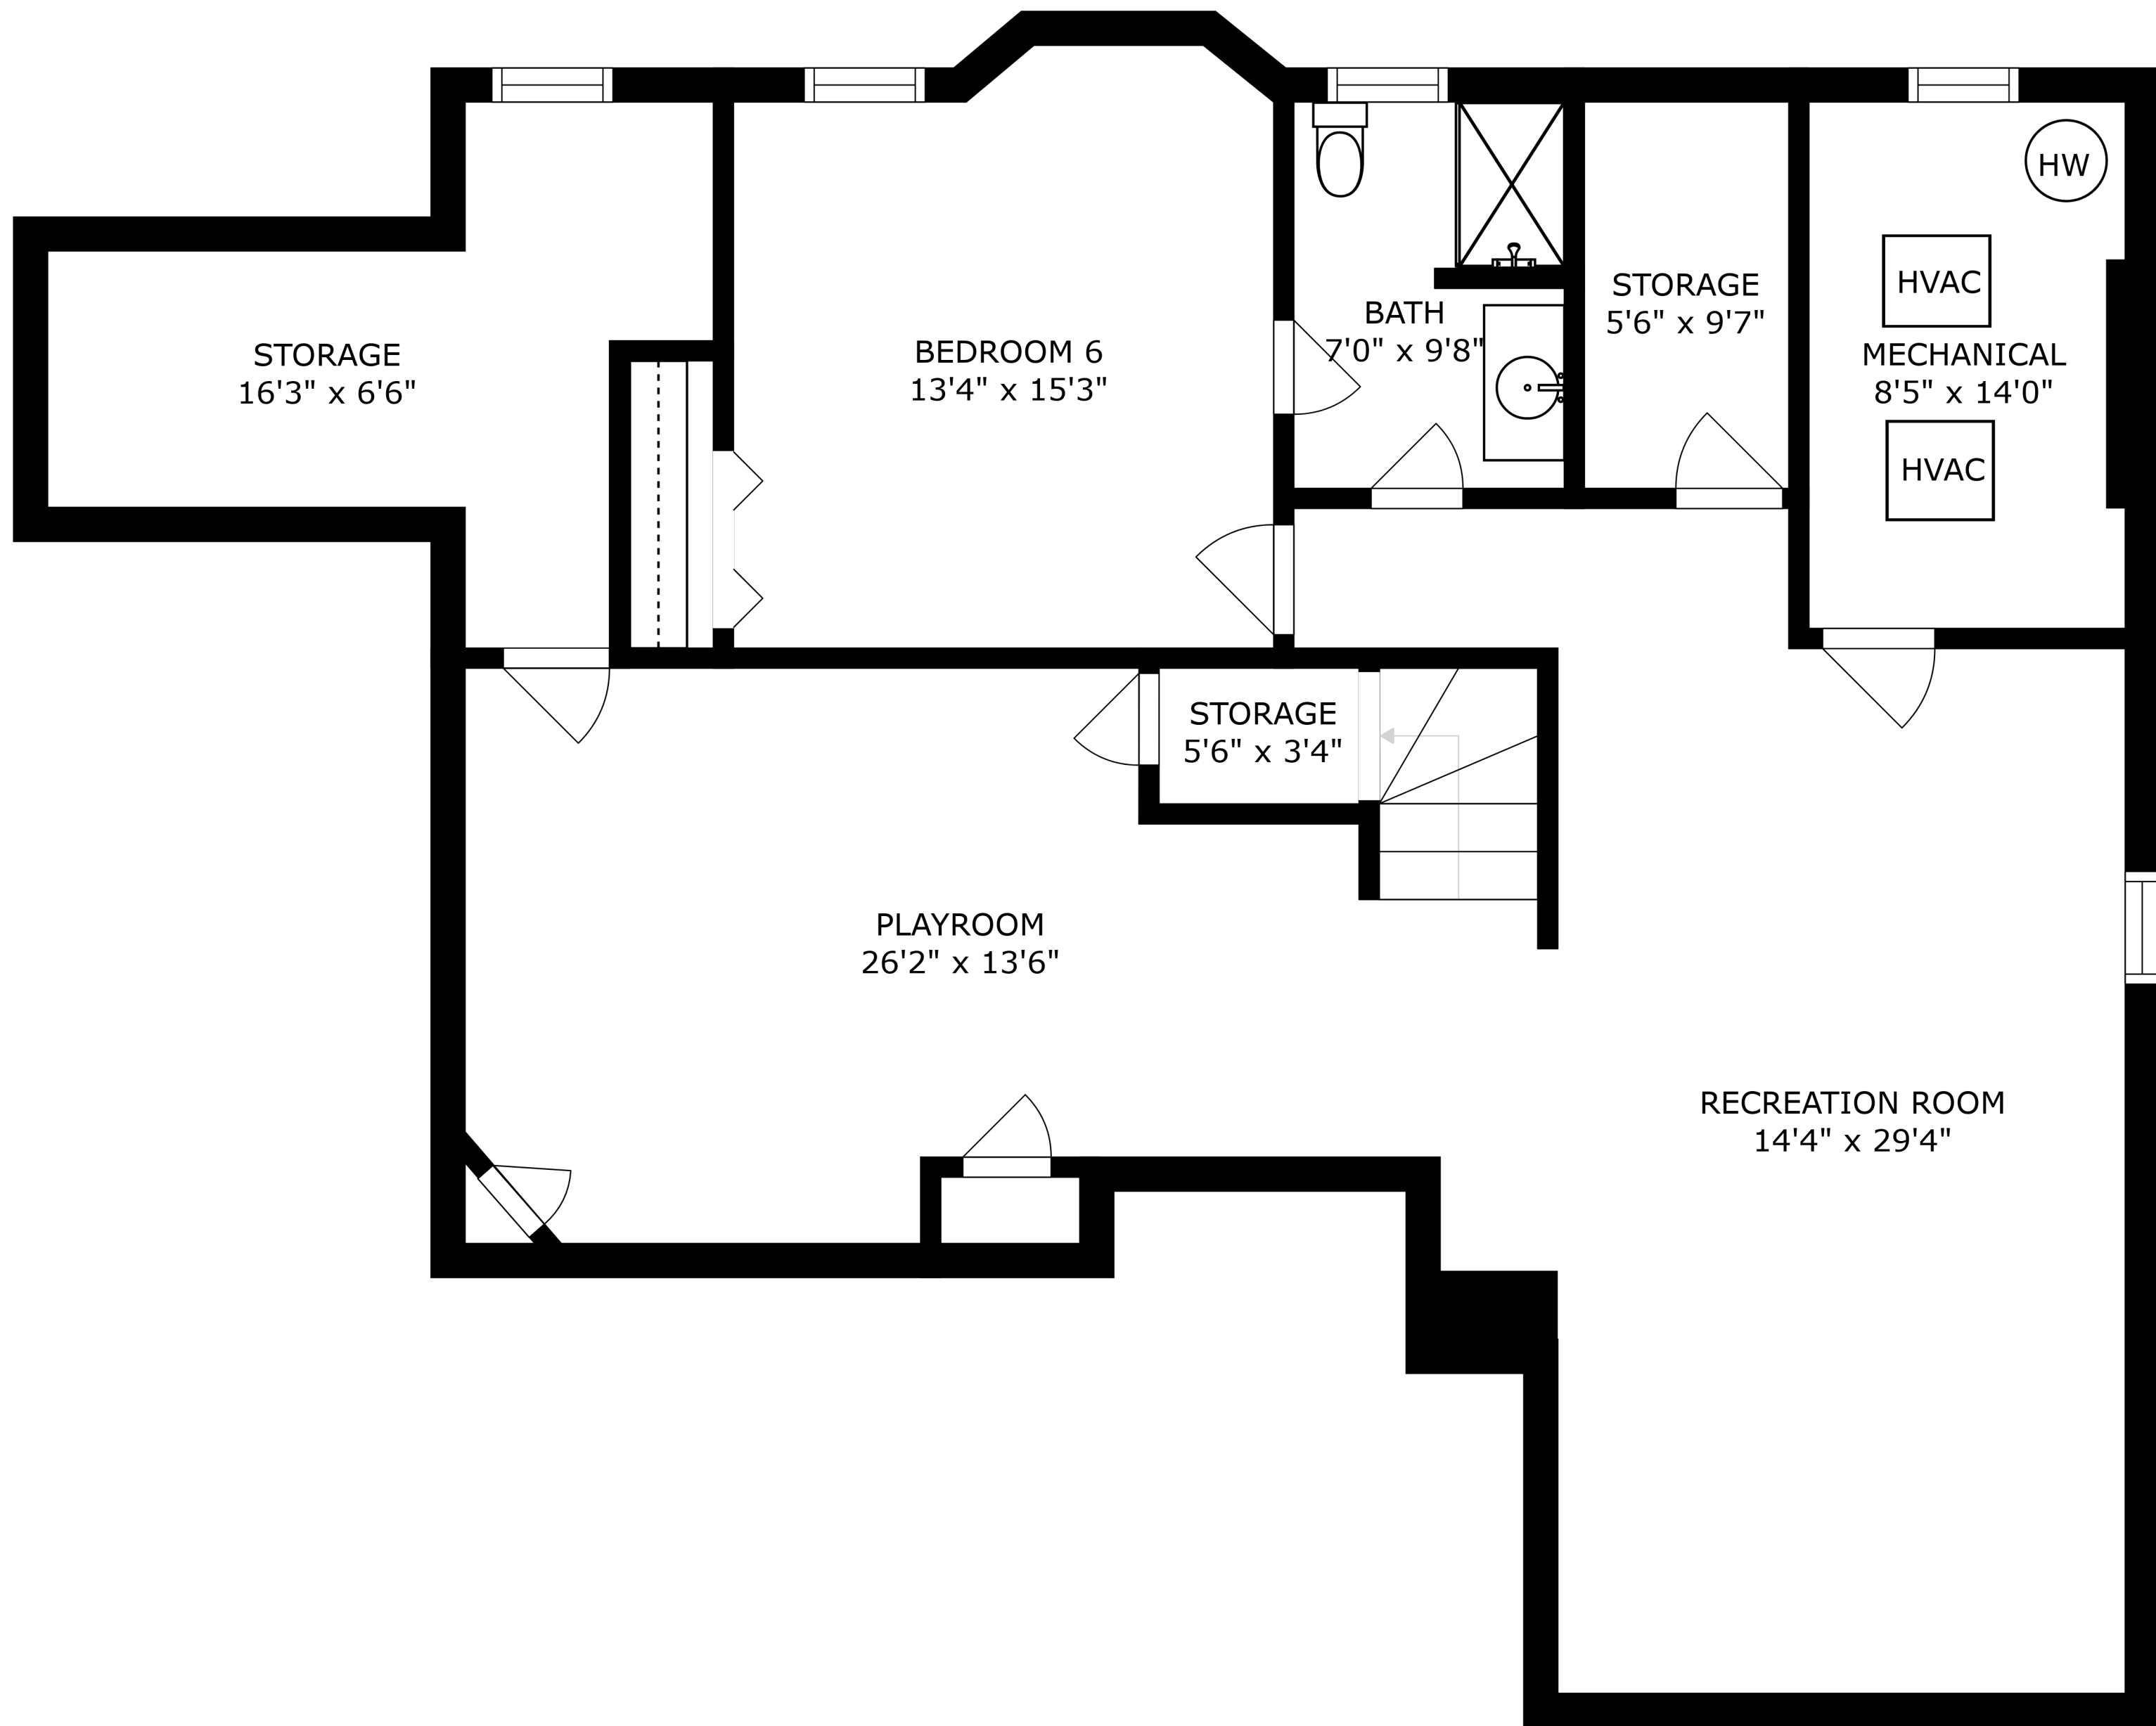 HW
HVAC
STORAGE
5'6" x 9'7"
BATH
7'0" x 9'8"
STORAGE
16'3" x 6'6"
BEDROOM 6
13'4" x 15'3"
MECHANICAL
8'5" x 14'0"
HVAC
STORAGE
5'6" x 3'4"
PLAYROOM
26'2" x 13'6"
RECREATION ROOM
14'4" x 29'4"